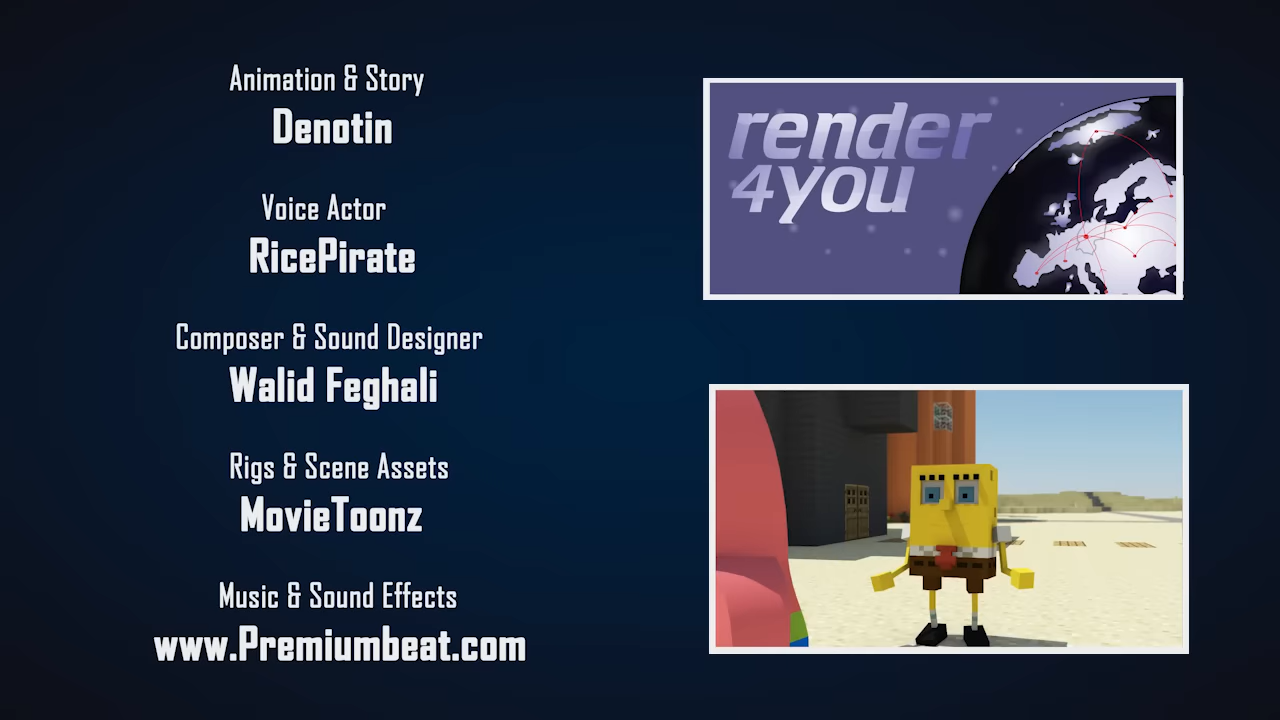 Animation & Story
Denotin
Voice Actor
RicePirate
Composer & Sound Designer
Walid Feghali
Rigs & Scene Assets
MovieToonz
Music & Sound Effects
www.Premiumbeat.com
render
4you